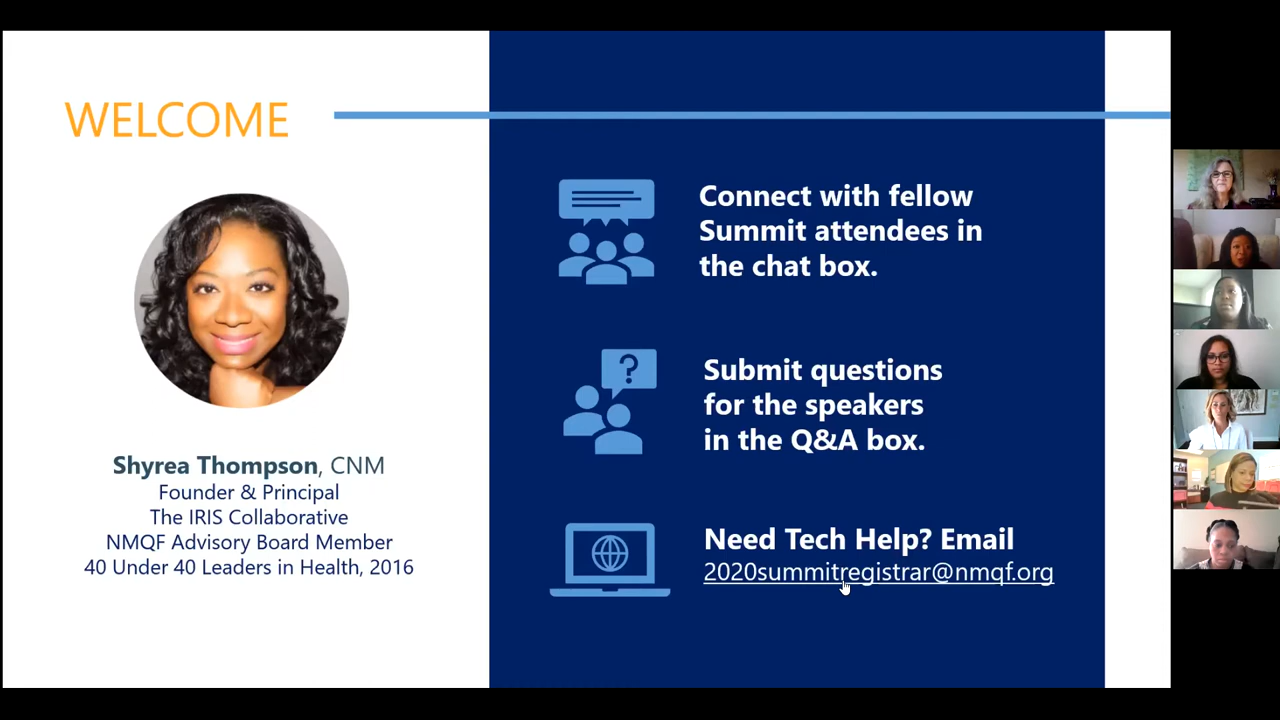 WELCOME
Shyrea Thompson, CNM
Founder & Principal
The IRIS Collaborative
NMQF Advisory Board Member
40 Under 40 Leaders in Health, 2016
Connect with fellow
Summit attendees in
the chat box.
?
Submit questions
for the speakers
in the Q&A box.
Need Tech Help? Email
2020summitregistrar@nmqf.org